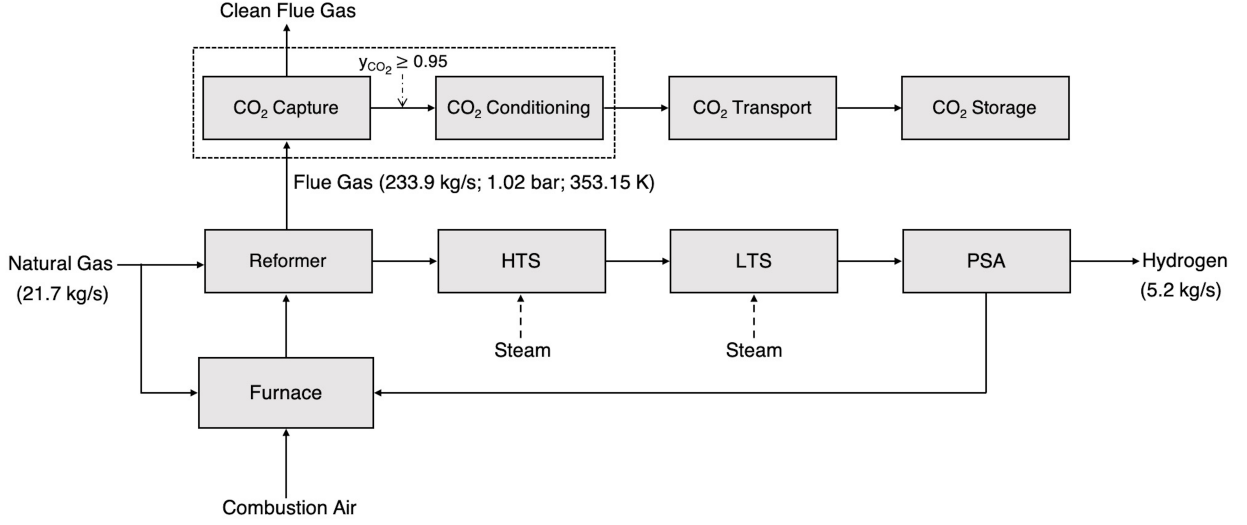 Clean Flue Gas
yCO₂ ≥ 0.95
CO₂ Capture
CO₂ Conditioning
CO₂ Transport
CO₂ Storage
Flue Gas (233.9 kg/s; 1.02 bar; 353.15 K)
Natural Gas
(21.7 kg/s)
Reformer
HTS
LTS
PSA
Hydrogen
(5.2 kg/s)
Steam
Steam
Furnace
Combustion Air